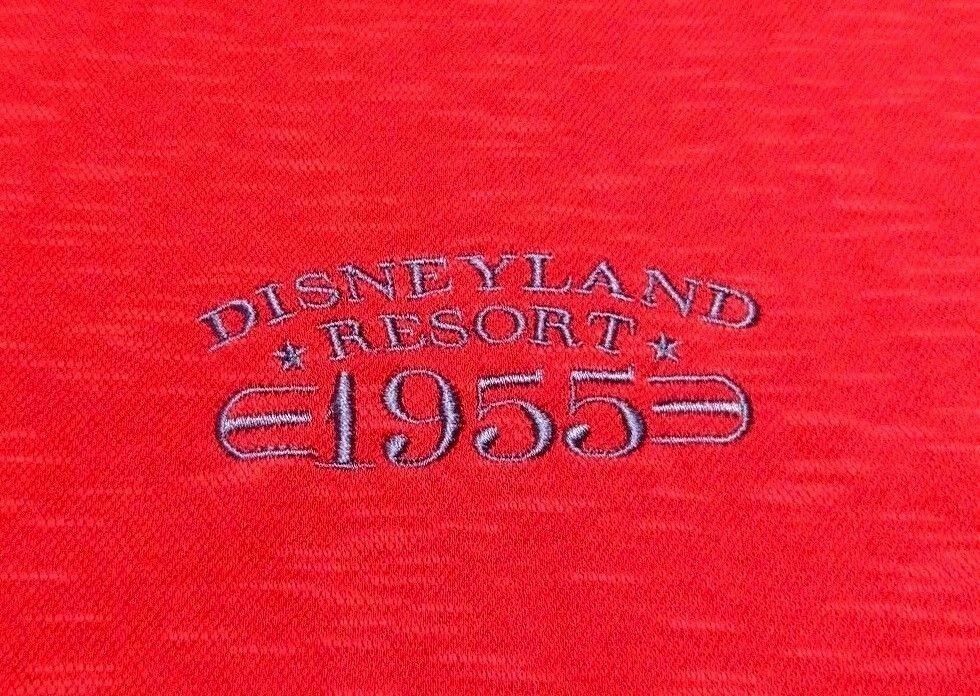 DISNEYLAND
RESORT
1955